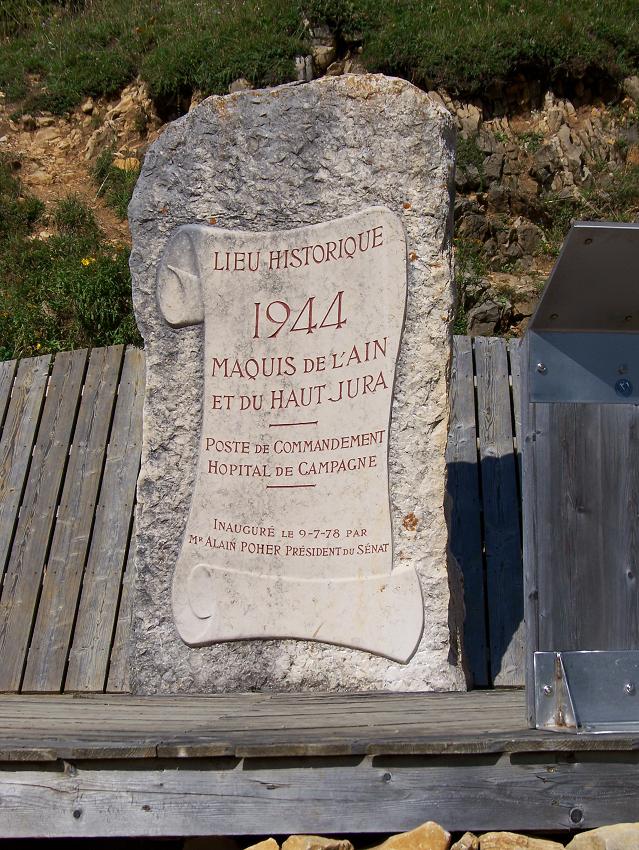 LIEU HISTORIQUE
1944
MAQUIS DE L'AIN
ET DU HAUT JURA
POSTE DE COMMANDEMENT
HOPITAL DE CAMPAGNE
INAUGURÉ LE 9-7-78 PAR
MR ALAIN POHER PRÉSIDENT DU SÉNAT